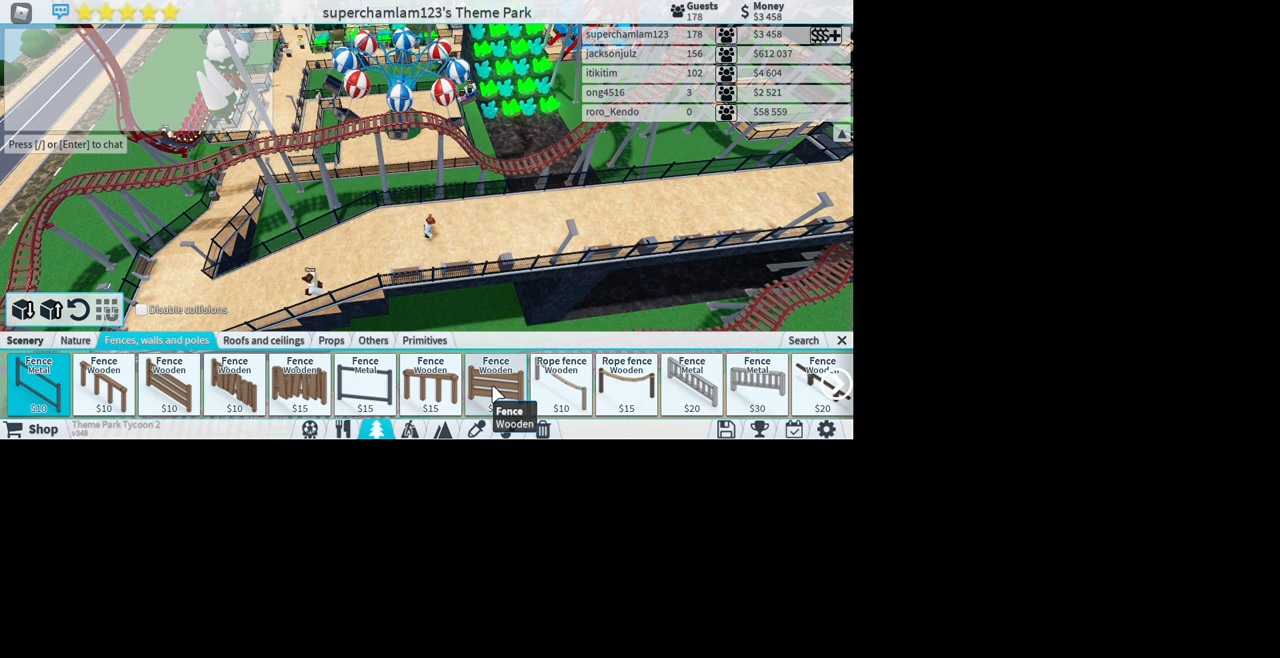 superchamlam123's Theme Park
Guests
178
Money
$3 458
superchamlam123 178 $3 458
jacksonjulz 156 $612 037
itikitim 102 $4 604
ong4516 3 $2 521
roro_Kendo 0 $58 559
Press [/] or [Enter] to chat
Disable collisions
Scenery Nature Fences, walls and poles Roofs and ceilings Props Others Primitives Search
Fence Metal $10
Fence Wooden $10
Fence Wooden $10
Fence Wooden $10
Fence Wooden $15
Fence Metal $15
Fence Wooden $15
Fence Wooden
Rope fence Wooden $10
Rope fence Wooden $15
Fence Metal $20
Fence Metal $30
Fence Wooden $20
Fence
Wooden
Shop
Theme Park Tycoon 2
v348